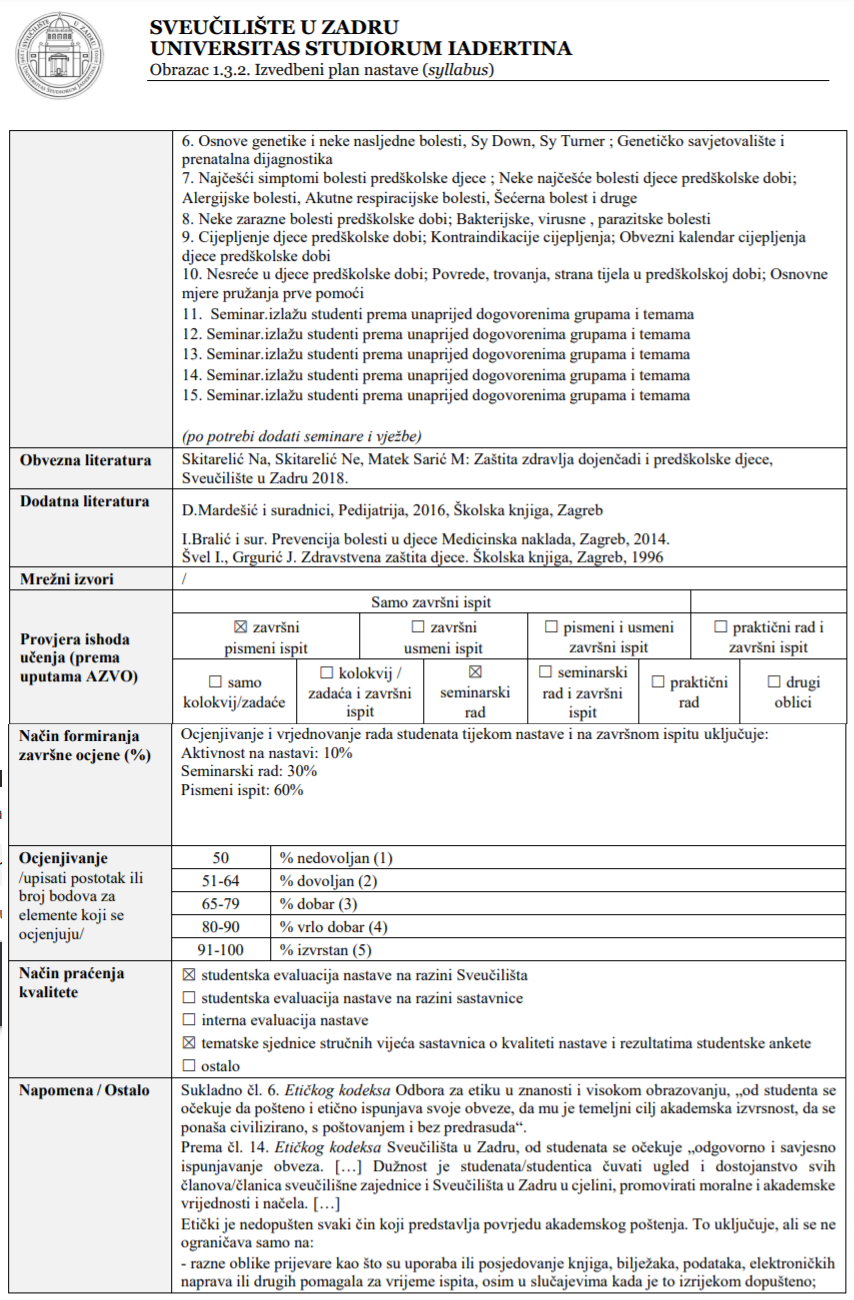 SVEUČILIŠTE U ZADRU
UNIVERSITAS STUDIORUM IADERTINA
Obrazac 1.3.2. Izvedbeni plan nastave (syllabus)
6. Osnove genetike i neke nasljedne bolesti, Sy Down, Sy Turner ; Genetičko savjetovalište i
prenatalna dijagnostika
7. Najčešći simptomi bolesti predškolske djece ; Neke najčešće bolesti djece predškolske dobi;
Alergijske bolesti, Akutne respiracijske bolesti, Šećerna bolest i druge
8. Neke zarazne bolesti predškolske dobi; Bakterijske, virusne , parazitske bolesti
9. Cijepljenje djece predškolske dobi; Kontraindikacije cijepljenja; Obvezni kalendar cijepljenja
djece predškolske dobi
10. Nesreće u djece predškolske dobi; Povrede, trovanja, strana tijela u predškolskoj dobi; Osnovne
mjere pružanja prve pomoći
11. Seminar.izlažu studenti prema unaprijed dogovorenima grupama i temama
12. Seminar.izlažu studenti prema unaprijed dogovorenima grupama i temama
13. Seminar.izlažu studenti prema unaprijed dogovorenima grupama i temama
14. Seminar.izlažu studenti prema unaprijed dogovorenima grupama i temama
15. Seminar.izlažu studenti prema unaprijed dogovorenima grupama i temama
(po potrebi dodati seminare i vježbe)
Obvezna literatura
Skitarelić Na, Skitarelić Ne, Matek Sarić M: Zaštita zdravlja dojenčadi i predškolske djece,
Sveučilište u Zadru 2018.
Dodatna literatura
D.Mardešić i suradnici, Pedijatrija, 2016, Školska knjiga, Zagreb
I.Bralić i sur. Prevencija bolesti u djece Medicinska naklada, Zagreb, 2014.
Švel I., Grgurić J. Zdravstvena zaštita djece. Školska knjiga, Zagreb, 1996
Mrežni izvori
/
Provjera ishoda
učenja (prema
uputama AZVO)
Samo završni ispit
☒ završni
pismeni ispit
☐ završni
usmeni ispit
☐ pismeni i usmeni
završni ispit
☐ praktični rad i
završni ispit
☐ samo
kolokvij/zadaće
☐ kolokvij /
zadaća i završni
ispit
☒
seminarski
rad
☐ seminarski
rad i završni
ispit
☐ praktični
rad
☐ drugi
oblici
Način formiranja
završne ocjene (%)
Ocjenjivanje i vrjednovanje rada studenata tijekom nastave i na završnom ispitu uključuje:
Aktivnost na nastavi: 10%
Seminarski rad: 30%
Pismeni ispit: 60%
Ocjenjivanje
/upisati postotak ili
broj bodova za
elemente koji se
ocjenjuju/
50 % nedovoljan (1)
51-64 % dovoljan (2)
65-79 % dobar (3)
80-90 % vrlo dobar (4)
91-100 % izvrstan (5)
Način praćenja
kvalitete
☒ studentska evaluacija nastave na razini Sveučilišta
☐ studentska evaluacija nastave na razini sastavnice
☐ interna evaluacija nastave
☒ tematske sjednice stručnih vijeća sastavnica o kvaliteti nastave i rezultatima studentske ankete
☐ ostalo
Napomena / Ostalo
Sukladno čl. 6. Etičkog kodeksa Odbora za etiku u znanosti i visokom obrazovanju, „od studenta se
očekuje da pošteno i etično ispunjava svoje obveze, da mu je temeljni cilj akademska izvrsnost, da se
ponaša civilizirano, s poštovanjem i bez predrasuda“.
Prema čl. 14. Etičkog kodeksa Sveučilišta u Zadru, od studenata se očekuje „odgovorno i savjesno
ispunjavanje obveza. […] Dužnost je studenata/studentica čuvati ugled i dostojanstvo svih
članova/članica sveučilišne zajednice i Sveučilišta u Zadru u cjelini, promovirati moralne i akademske
vrijednosti i načela. […]
Etički je nedopušten svaki čin koji predstavlja povrjedu akademskog poštenja. To uključuje, ali se ne
ograničava samo na:
- razne oblike prijevare kao što su uporaba ili posjedovanje knjiga, bilježaka, podataka, elektroničkih
naprava ili drugih pomagala za vrijeme ispita, osim u slučajevima kada je to izrijekom dopušteno;